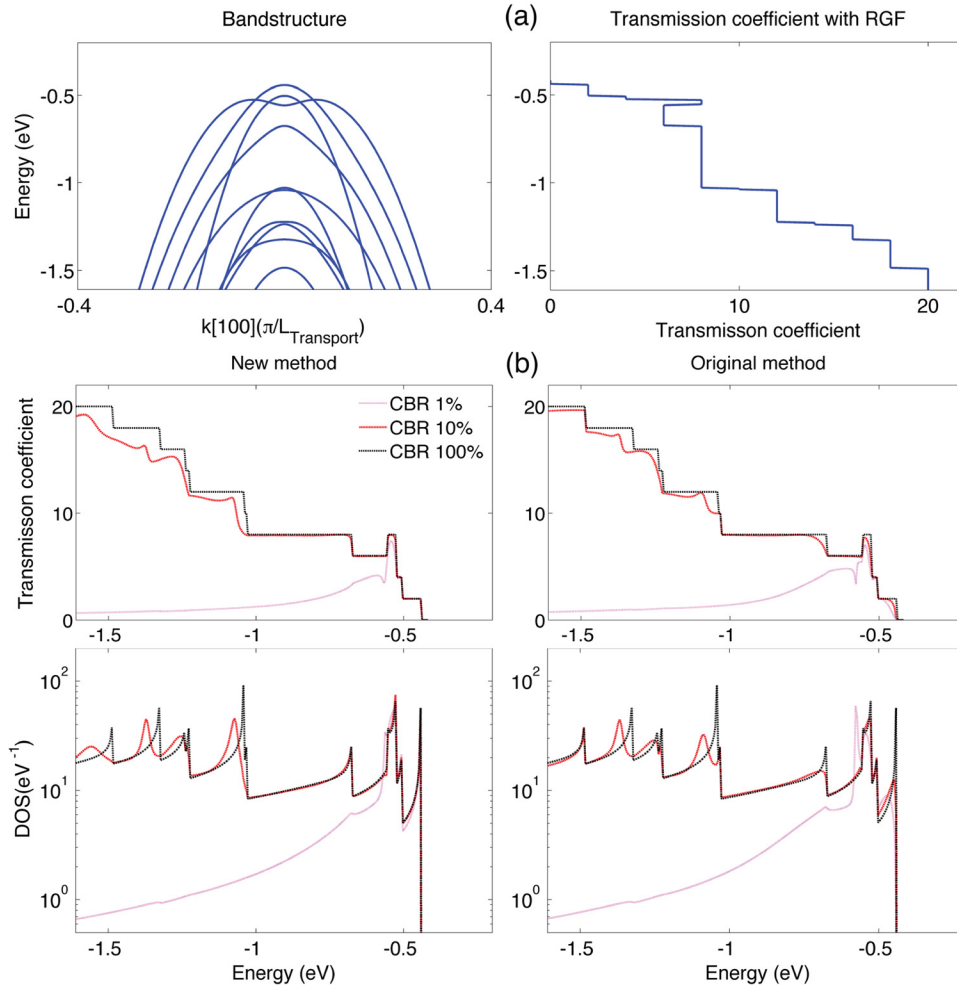 Bandstructure
(a)
Transmission coefficient with RGF
Energy (eV)
-0.5
-1
-1.5
-0.4
0.4
k[100](π/L_Transport)
-0.5
-1
-1.5
0
10
20
Transmisson coefficient
New method
(b)
Original method
Transmisson coefficient
20
10
0
CBR 1%
CBR 10%
CBR 100%
-1.5
-1
-0.5
20
10
0
-1.5
-1
-0.5
DOS(eV⁻¹)
10²
10¹
10⁰
-1.5
-1
-0.5
Energy (eV)
10²
10¹
10⁰
-1.5
-1
-0.5
Energy (eV)